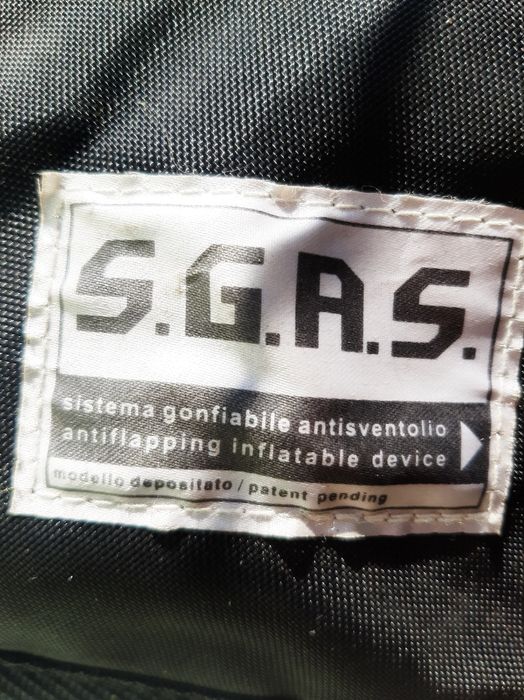 S.G.A.S.
sistema gonfiabile antisventolio
antiflapping inflatable device
modello depositato / patent pending